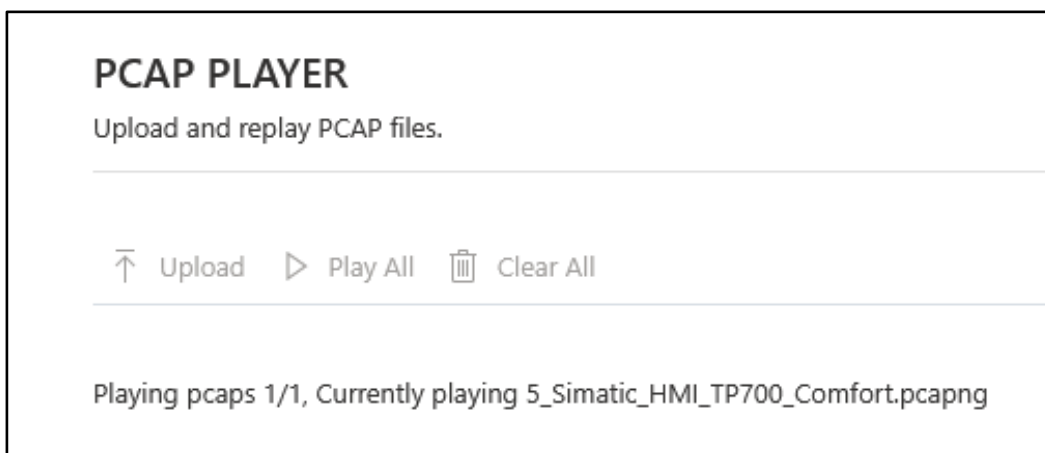 PCAP PLAYER
Upload and replay PCAP files.
Upload Play All Clear All
Playing pcaps 1/1, Currently playing 5_Simatic_HMI_TP700_Comfort.pcapng